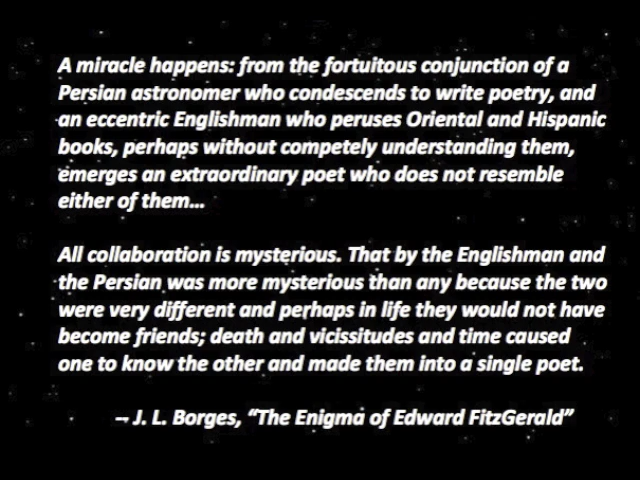 A miracle happens: from the fortuitous conjunction of a
Persian astronomer who condescends to write poetry, and
an eccentric Englishman who peruses Oriental and Hispanic
books, perhaps without competely understanding them,
emerges an extraordinary poet who does not resemble
either of them...
All collaboration is mysterious. That by the Englishman and
the Persian was more mysterious than any because the two
were very different and perhaps in life they would not have
become friends; death and vicissitudes and time caused
one to know the other and made them into a single poet.
-- J. L. Borges, “The Enigma of Edward FitzGerald”